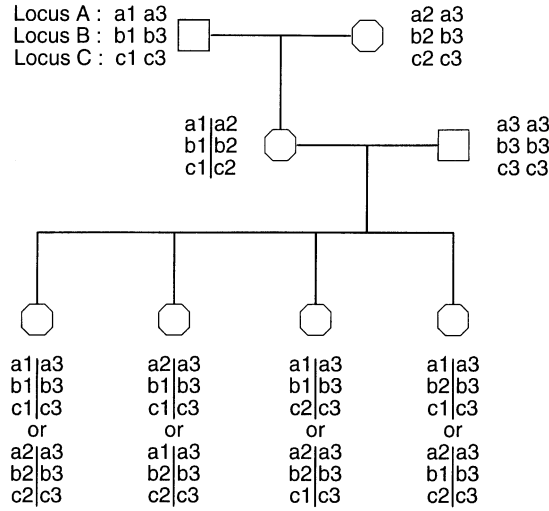 Locus A : a1 a3
Locus B : b1 b3
Locus C : c1 c3
a2 a3
b2 b3
c2 c3
a1|a2
b1|b2
c1|c2
a3 a3
b3 b3
c3 c3
a1|a3
b1|b3
c1|c3
or
a2|a3
b2|b3
c2|c3
a2|a3
b1|b3
c1|c3
or
a1|a3
b2|b3
c2|c3
a1|a3
b1|b3
c2|c3
or
a2|a3
b2|b3
c1|c3
a1|a3
b2|b3
c1|c3
or
a2|a3
b1|b3
c2|c3